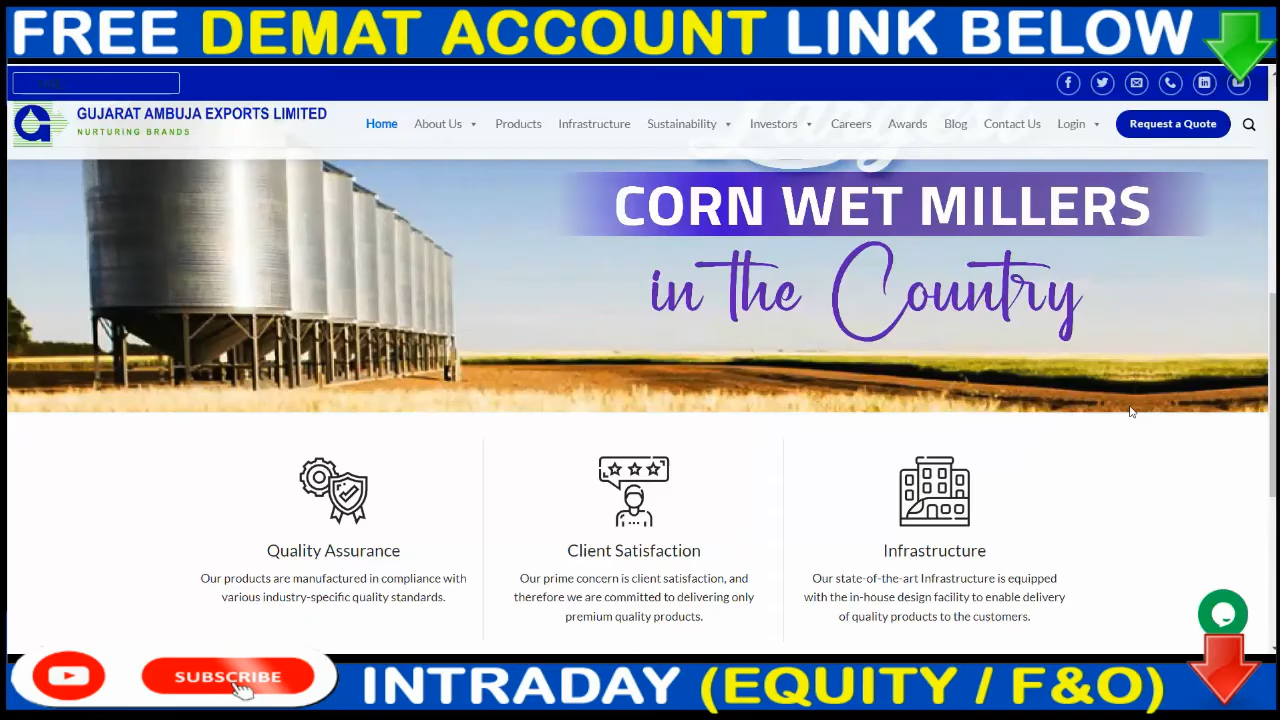 FREE DEMAT ACCOUNT LINK BELOW
GUJARAT AMBUJA EXPORTS LIMITED
NURTURING BRANDS
Home About Us Products Infrastructure Sustainability Investors Careers Awards Blog Contact Us Login Request a Quote
CORN WET MILLERS
in the Country
Quality Assurance
Our products are manufactured in compliance with
various industry-specific quality standards.
Client Satisfaction
Our prime concern is client satisfaction, and
therefore we are committed to delivering only
premium quality products.
Infrastructure
Our state-of-the-art Infrastructure is equipped
with the in-house design facility to enable delivery
of quality products to the customers.
SUBSCRIBE
INTRADAY (EQUITY / F&O)